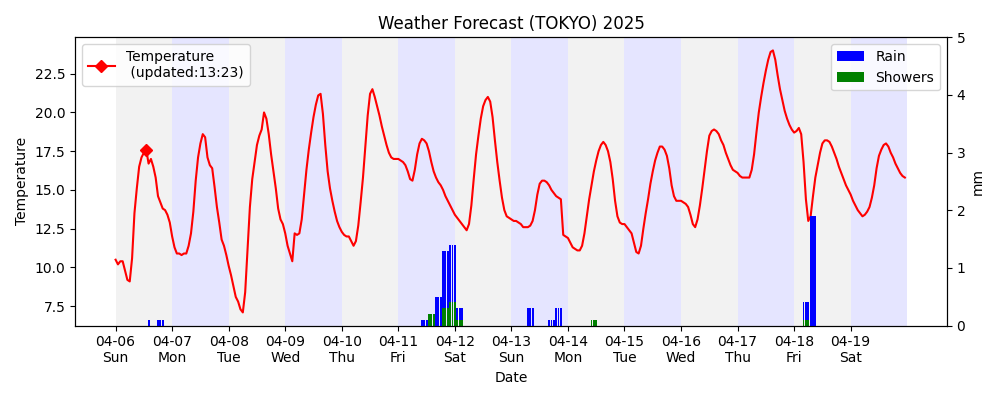 Weather Forecast (TOKYO) 2025
Temperature
(updated:13:23)
Rain
Showers
Temperature
22.5
20.0
17.5
15.0
12.5
10.0
7.5
5
4
3
2
1
0
mm
04-06 04-07 04-08 04-09 04-10 04-11 04-12 04-13 04-14 04-15 04-16 04-17 04-18 04-19
Sun Mon Tue Wed Thu Fri Sat Sun Mon Tue Wed Thu Fri Sat
Date